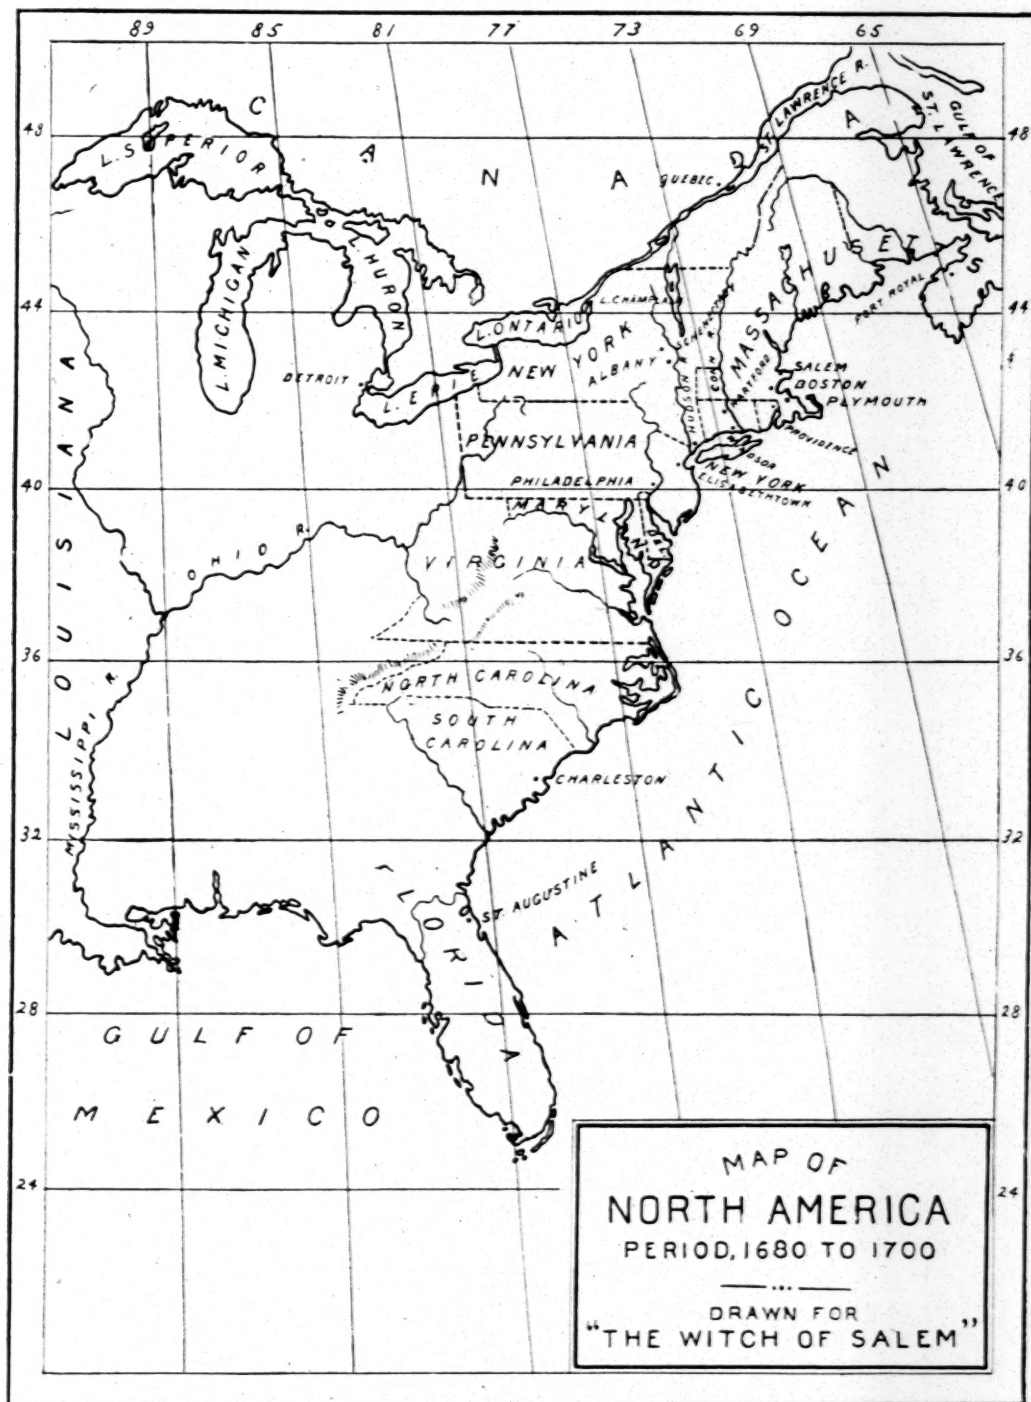 89 85 81 77 73 69 65
48 48
44 44
40 40
36 36
32 32
28 28
24 24
CANADA
L. SUPERIOR
L. MICHIGAN
L. HURON
L. ONTARIO
L. ERIE
DETROIT
ST. LAWRENCE R.
GULF OF
ST. LAWRENCE
QUEBEC
L. CHAMPLAIN
SCHENECTADY
MASSACHUSETTS
PORT ROYAL
NEW YORK
ALBANY
HUDSON R.
CONN R.
HARTFORD
SALEM
BOSTON
PLYMOUTH
PROVIDENCE
PENNSYLVANIA
PHILADELPHIA
NEW YORK
ELISABETHTOWN
LOUISIANA
OHIO R.
MARYL
VIRGINIA
NORTH CAROLINA
SOUTH
CAROLINA
CHARLESTON
MISSISSIPPI R.
FLORIDA
ST. AUGUSTINE
ATLANTIC OCEAN
GULF OF
MEXICO
MAP OF
NORTH AMERICA
PERIOD, 1680 TO 1700
DRAWN FOR
"THE WITCH OF SALEM"